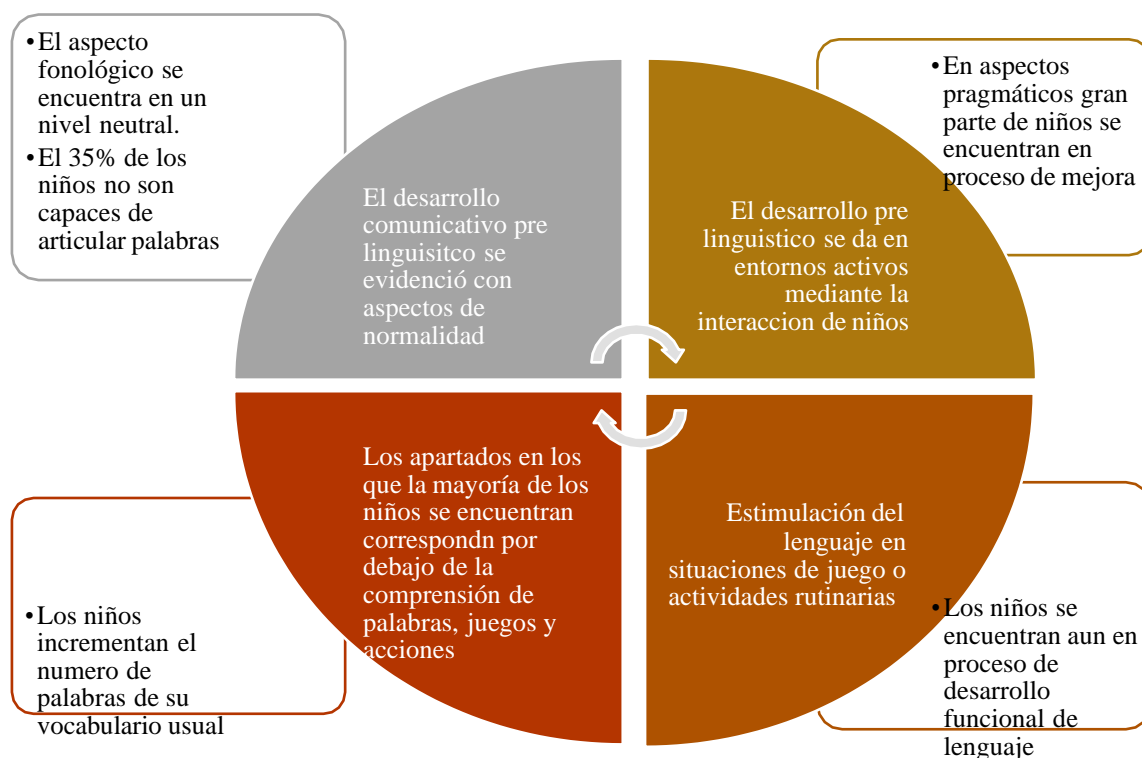 •El aspecto
fonológico se
encuentra en un
nivel neutral.
•El 35% de los
niños no son
capaces de
articular palabras
El desarrollo
comunicativo pre
linguisitco se
evidenció con
aspectos de
normalidad
•En aspectos
pragmáticos gran
parte de niños se
encuentran en
proceso de mejora
El desarrollo pre
linguistico se da en
entornos activos
mediante la
interaccion de niños
Los apartados en los
que la mayoría de los
niños se encuentran
correspondn por
debajo de la
comprensión de
palabras, juegos y
acciones
•Los niños
incrementan el
numero de
palabras de su
vocabulario usual
Estimulación del
lenguaje en
situaciones de juego o
actividades rutinarias
•Los niños se
encuentran aun en
proceso de
desarrollo
funcional de
lenguaje